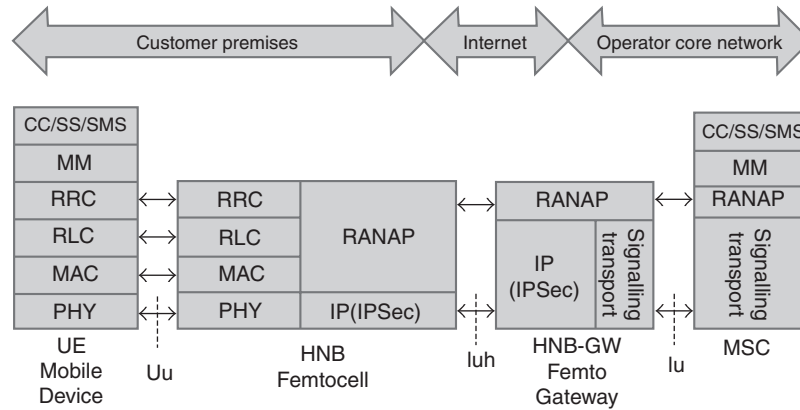 Customer premises
Internet
Operator core network
CC/SS/SMS
MM
RRC
RLC
MAC
PHY
UE
Mobile
Device
Uu
RRC
RLC
MAC
PHY
RANAP
IP(IPSec)
HNB
Femtocell
Iuh
RANAP
IP
(IPSec)
Signalling
transport
HNB-GW
Femto
Gateway
Iu
CC/SS/SMS
MM
RANAP
Signalling
transport
MSC